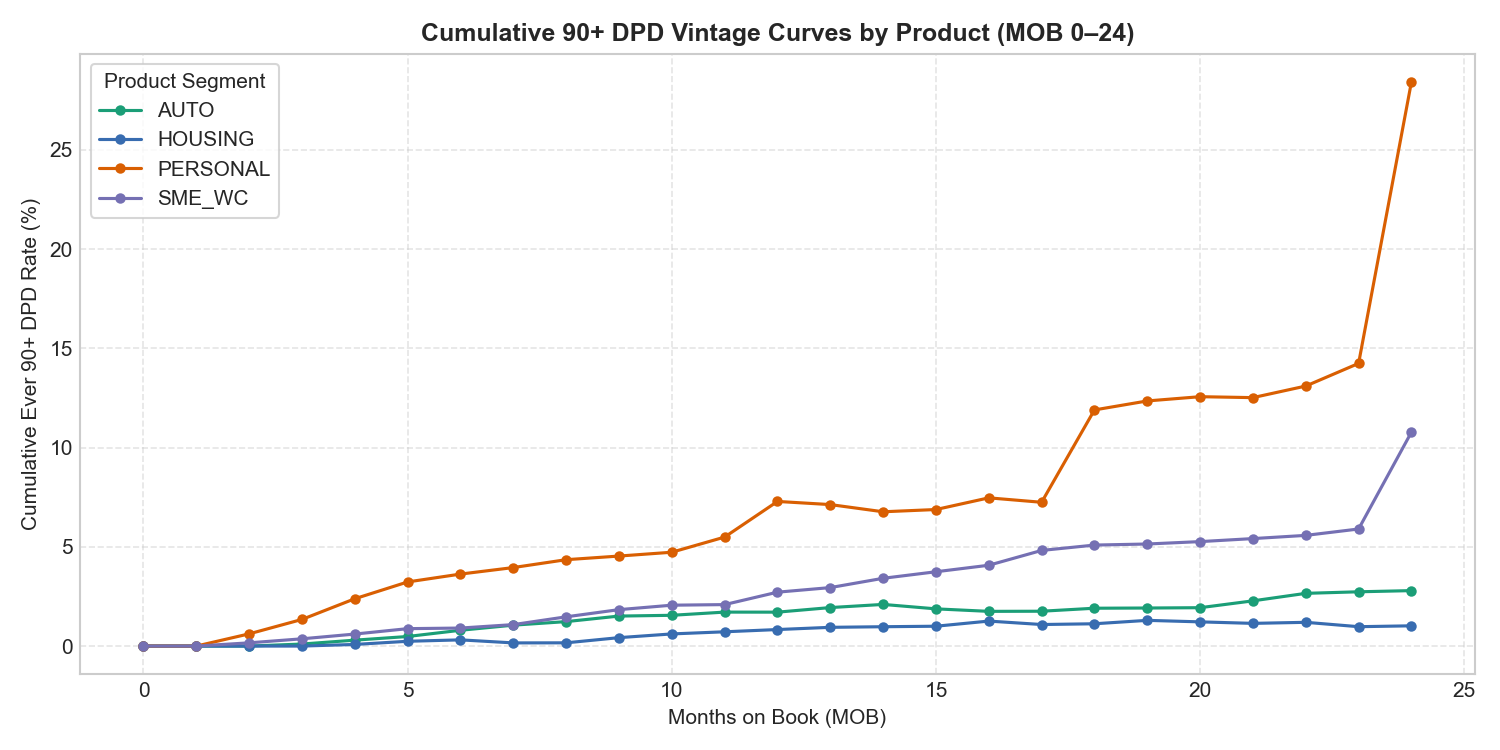 Cumulative 90+ DPD Vintage Curves by Product (MOB 0–24)
Product Segment
AUTO
HOUSING
PERSONAL
SME_WC
Cumulative Ever 90+ DPD Rate (%)
25
20
15
10
5
0
0 5 10 15 20 25
Months on Book (MOB)